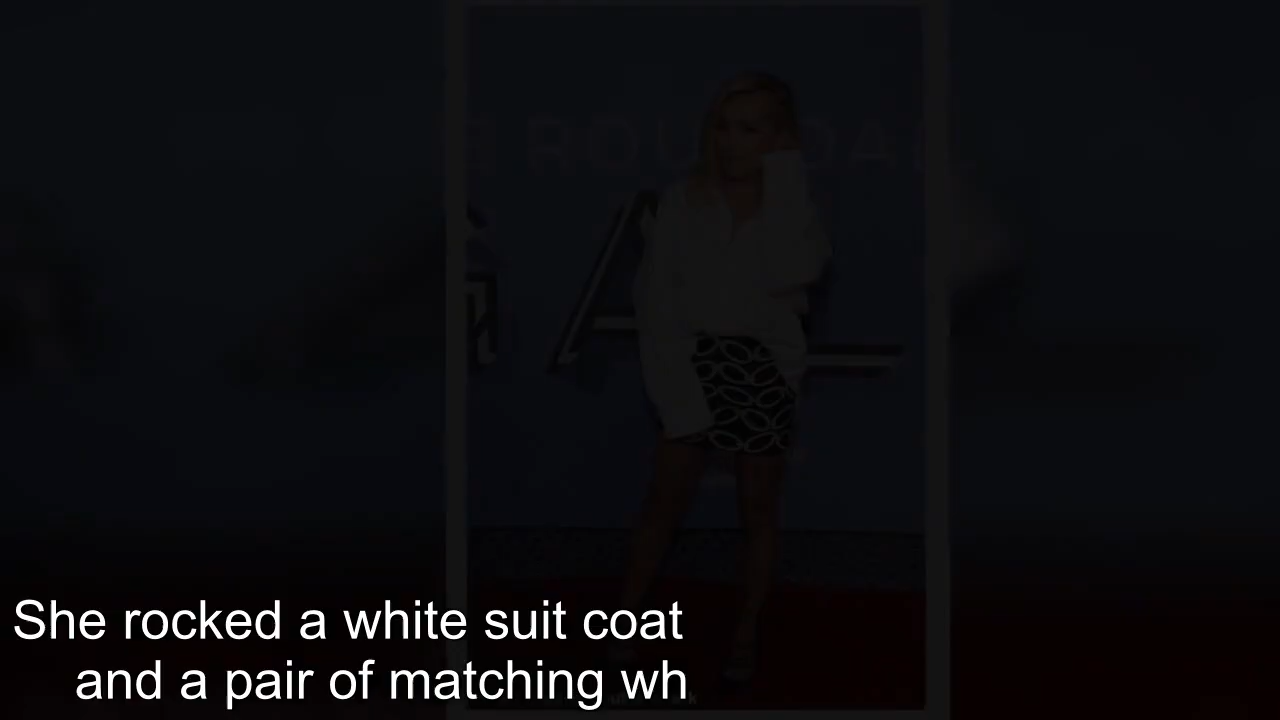 She rocked a white suit coat
and a pair of matching wh